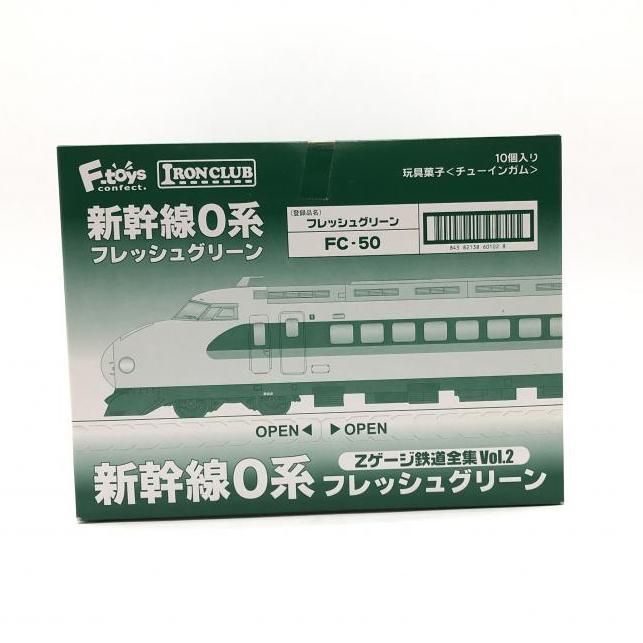 F-toys
confect.
IRONCLUB
10個入り
玩具菓子<チューインガム>
新幹線0系
フレッシュグリーン
(登録品名)
フレッシュグリーン
FC・50
843 82138 60102 8
OPEN◀ ▶OPEN
Zゲージ鉄道全集Vol.2
新幹線0系フレッシュグリーン